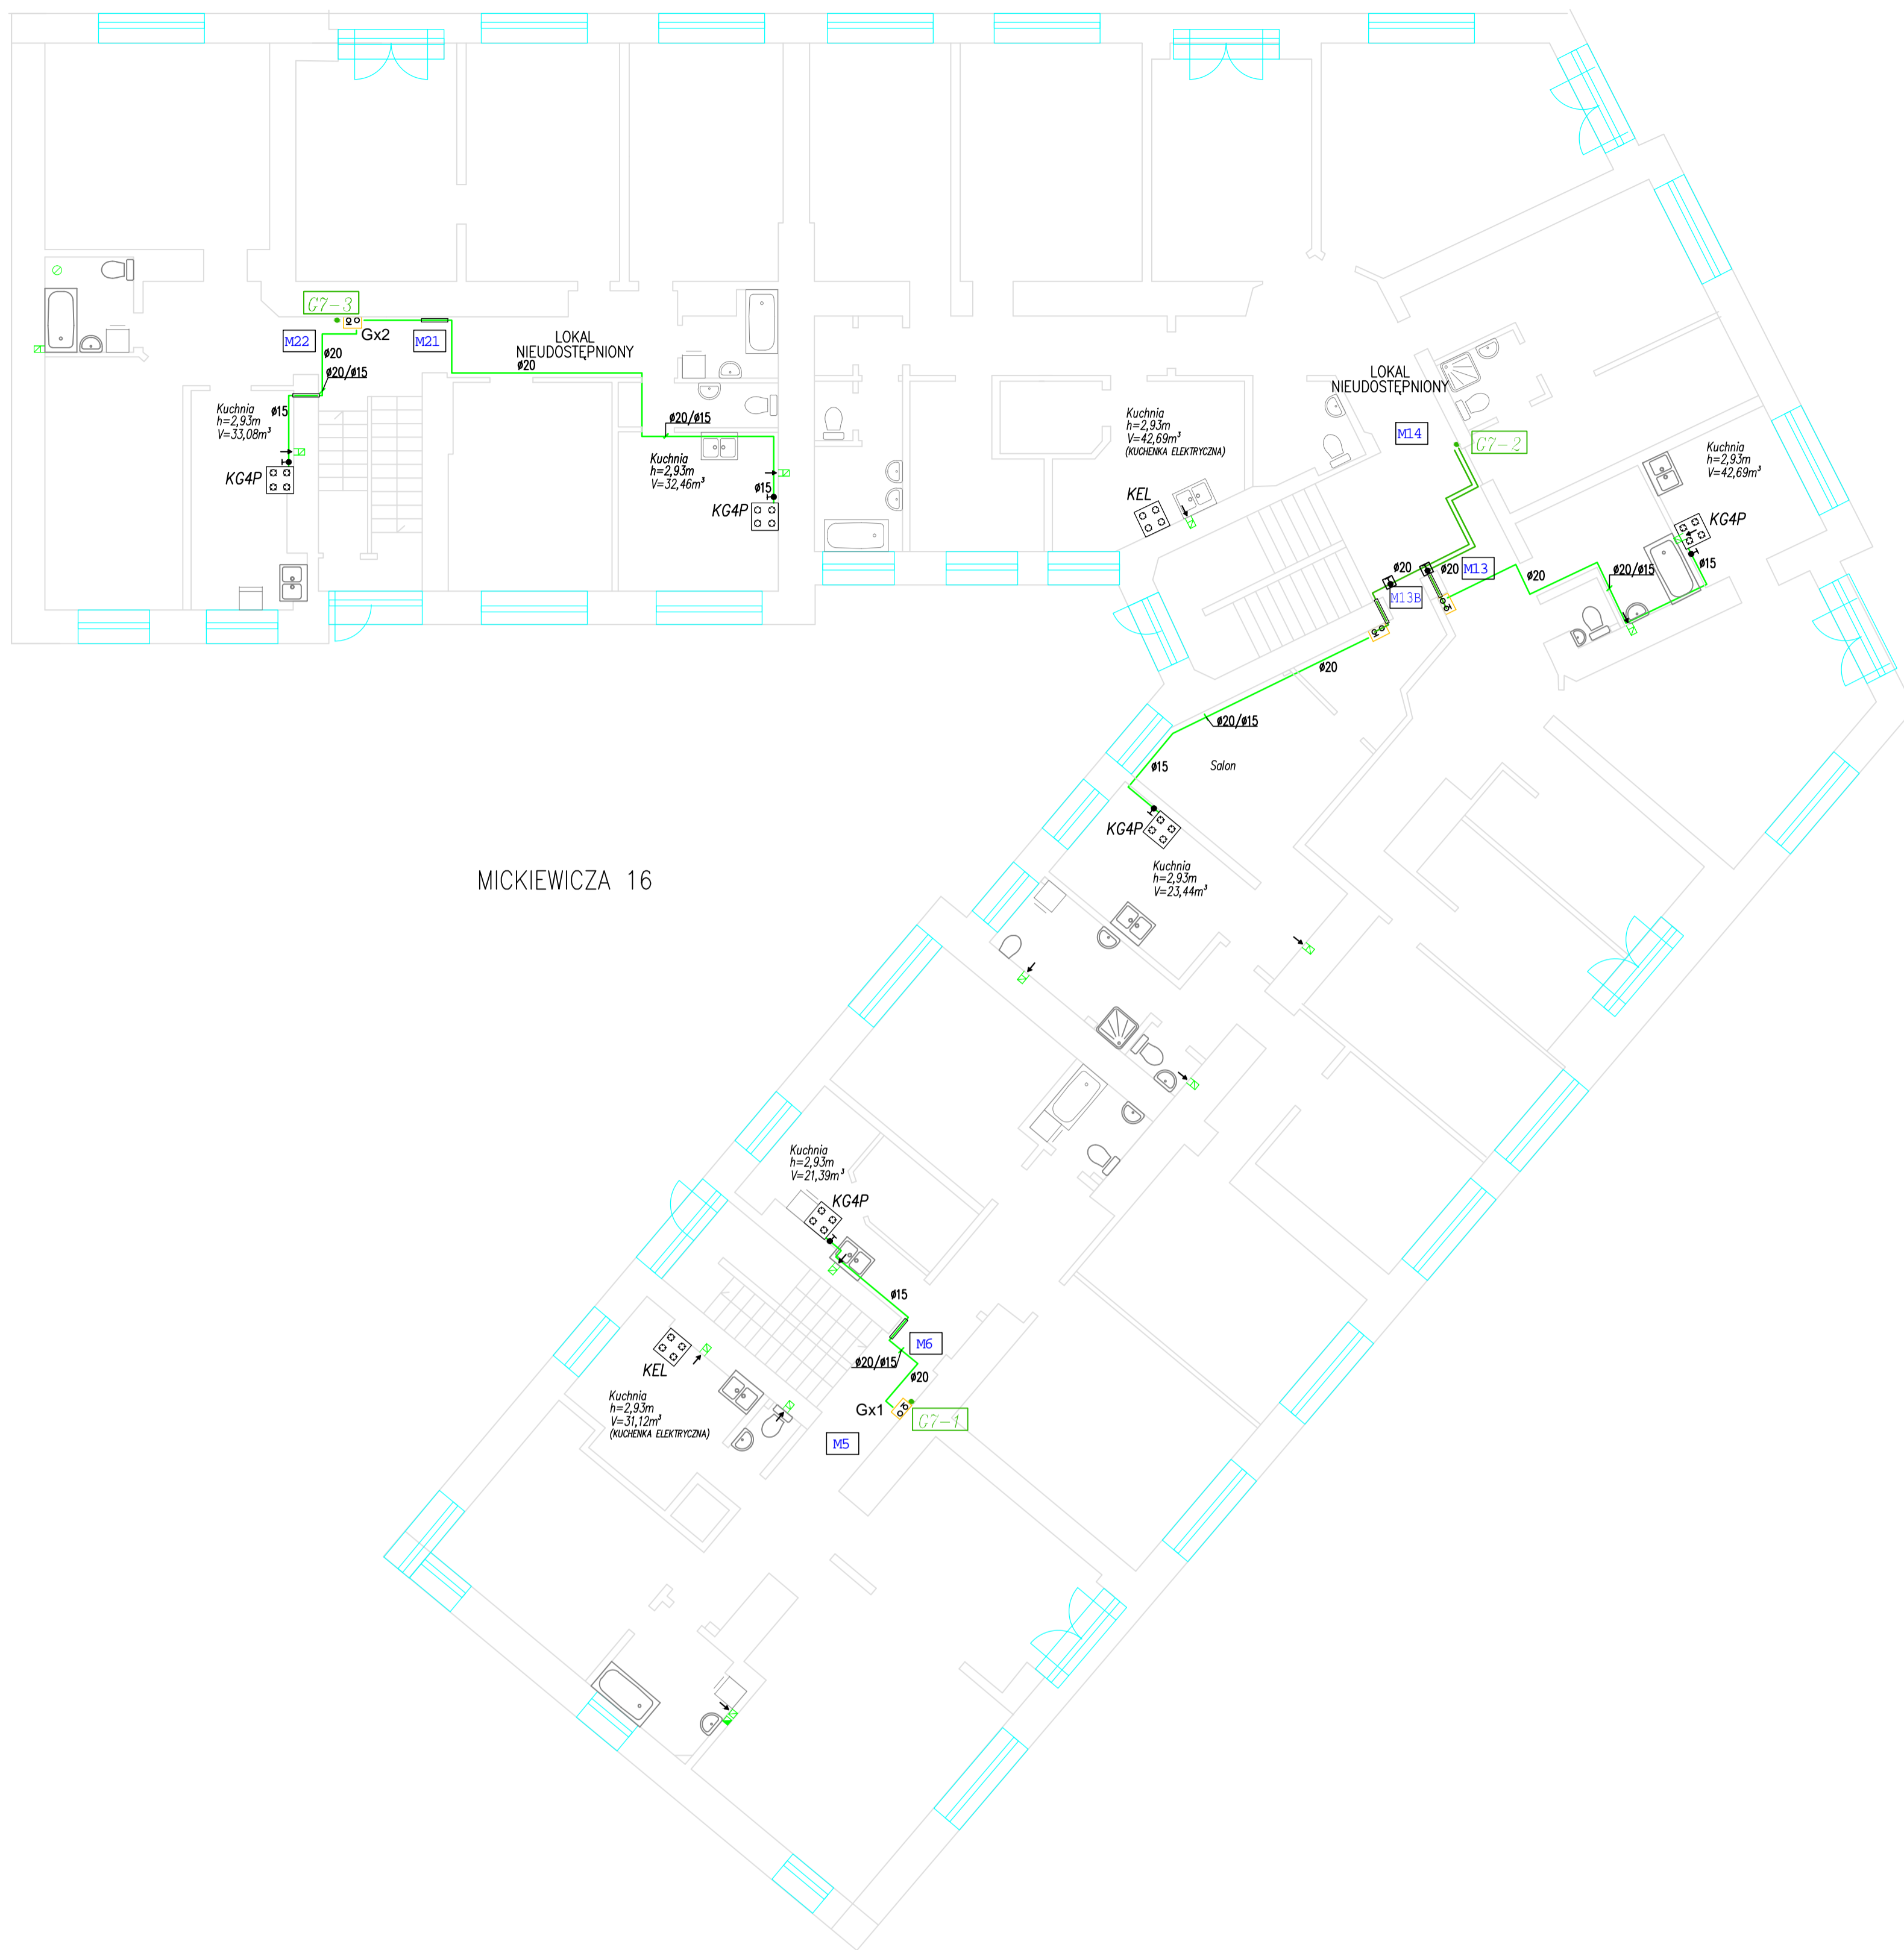 G7-3
M22
Gx2
M21
ø20
ø20/ø15
LOKAL
NIEUDOSTĘPNIONY
ø20
Kuchnia
h=2,93m
V=33,08m³
ø15
KG4P
ø20/ø15
Kuchnia
h=2,93m
V=32,46m³
ø15
KG4P
Kuchnia
h=2,93m
V=42,69m³
(KUCHENKA ELEKTRYCZNA)
KEL
LOKAL
NIEUDOSTĘPNIONY
M14
G7-2
Kuchnia
h=2,93m
V=42,69m³
KG4P
ø15
ø20
ø20
M13
ø20
ø20/ø15
M13B
ø20
ø20/ø15
ø15
Salon
KG4P
Kuchnia
h=2,93m
V=23,44m³
MICKIEWICZA 16
Kuchnia
h=2,93m
V=21,39m³
KG4P
ø15
M6
ø20/ø15
ø20
KEL
Kuchnia
h=2,93m
V=31,12m³
(KUCHENKA ELEKTRYCZNA)
Gx1
G7-1
M5